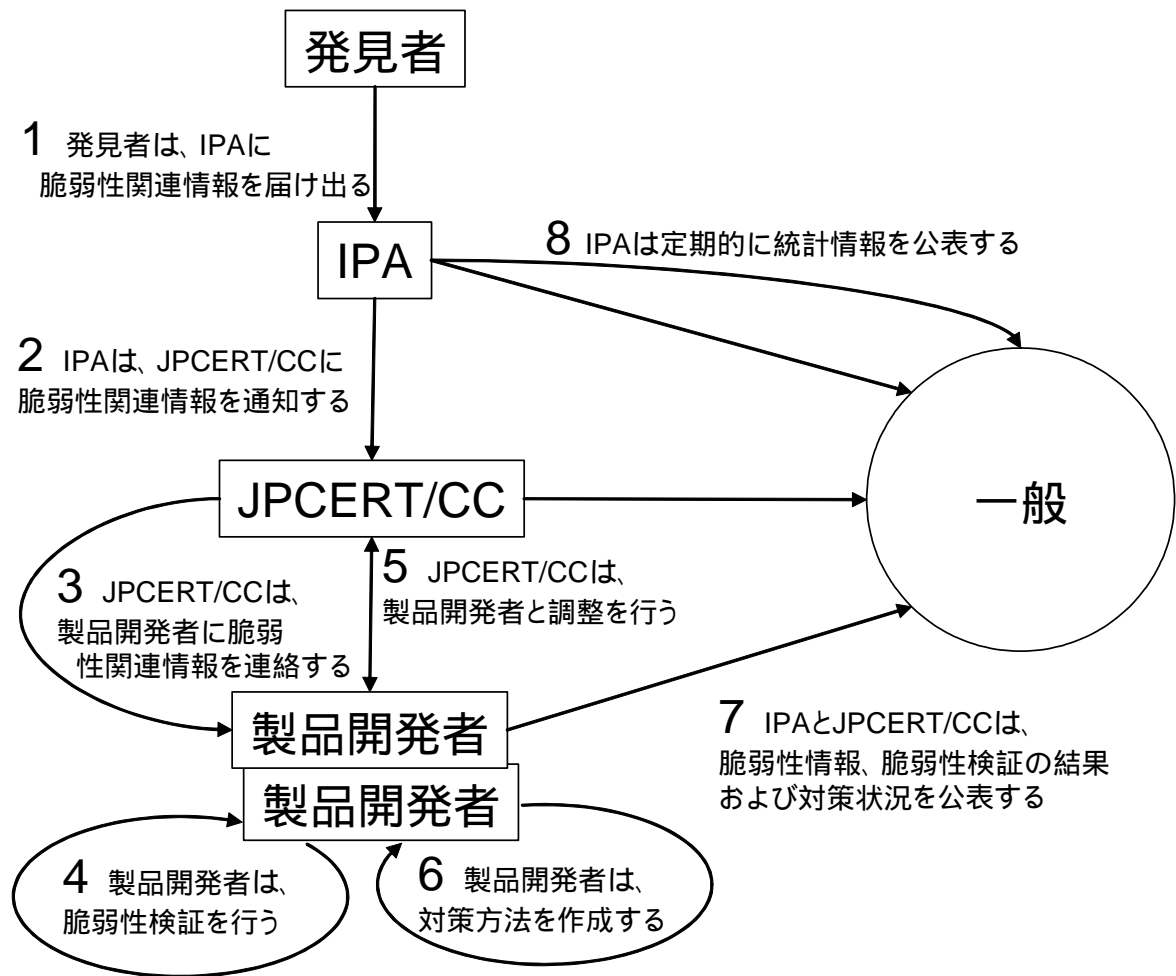 発見者
1 発見者は、IPAに
脆弱性関連情報を届け出る
IPA
8 IPAは定期的に統計情報を公表する
2 IPAは、JPCERT/CCに
脆弱性関連情報を通知する
JPCERT/CC
一般
3 JPCERT/CCは、
製品開発者に脆弱
性関連情報を連絡する
5 JPCERT/CCは、
製品開発者と調整を行う
製品開発者
7 IPAとJPCERT/CCは、
脆弱性情報、脆弱性検証の結果
および対策状況を公表する
製品開発者
4 製品開発者は、
脆弱性検証を行う
6 製品開発者は、
対策方法を作成する